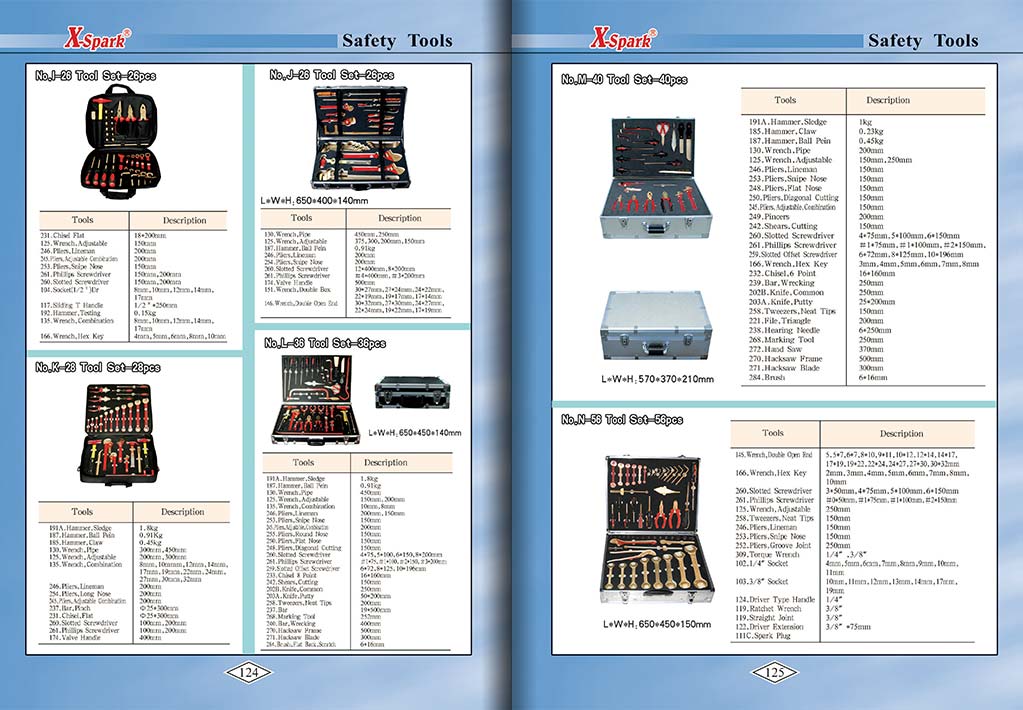 X-Spark®
Safety Tools
No,I-26 Tool Set-26pcs
Tools Description
231.Chisel Flat 18*200mm
125.Wrench,Adjustable 150mm
246.Pliers,Lineman 200mm
245.Pliers,Adjustable Combination 200mm
253.Pliers,Snipe Nose 150mm
261.Phillips Screwdriver 150mm,200mm
260.Slotted Screwdriver 150mm,200mm
104.Socket(1/2")Dr 8mm,10mm,12mm,14mm,
17mm
117.Sliding T Handle 1/2"*250mm
192.Hammer,Testing 0.15kg
135.Wrench,Combination 8mm,10mm,12mm,14mm,
17mm
166.Wrench,Hex Key 4mm,5mm,6mm,8mm,10mm
No,J-26 Tool Set-26pcs
L*W*H:650*400*140mm
Tools Description
130.Wrench,Pipe 450mm,250mm
125.Wrench,Adjustable 375,300,200mm,150mm
187.Hammer,Ball Pein 0.91kg
246.Pliers,Lineman 200mm
254.Pliers,Snipe Nose 200mm
260.Slotted Screwdriver 12*400mm,8*200mm
261.Phillips Screwdriver #4*400mm,#3*200mm
174.Valve Handle 500mm
151.Wrench,Double Box 30*27mm,27*24mm,24*22mm,
22*19mm,19*17mm,17*14mm
146.Wrench,Double Open End 30*32mm,27*30mm,24*27mm,
22*24mm,19*22mm,17*19mm
No,K-28 Tool Set-28pcs
Tools Description
191A.Hammer,Sledge 1.8kg
187.Hammer,Ball Pein 0.91Kg
185.Hammer,Claw 0.45kg
130.Wrench,Pipe 300mm,450mm
125.Wrench,Adjustable 200mm,300mm
135.Wrench,Combination 8mm,10mmm,12mm,14mm,
17mm,19mm,22mm,24mm,
27mm,30mm,32mm
246.Pliers,Lineman 200mm
254.Pliers,Long Nose 200mm
245.Pliers,Adjustable Combination 200mm
237.Bar,Pinch Φ25*300mm
231.Chisel,Flat Φ25*300mm
260.Slotted Screwdriver 100mm,200mm
261.Phillips Screwdriver 100mm,200mm
174.Valve Handle 400mm
No,L-36 Tool Set-36pcs
L*W*H:650*450*140mm
Tools Description
191A.Hammer,Sledge 1.8kg
187.Hammer,Ball Pein 0.91kg
130.Wrench,Pipe 450mm
125.Wrench,Adjustable 150mm,200mm
135.Wrench,Combination 10mm,8mm
246.Pliers,Lineman 200mm,150mm
253.Pliers,Snipe Nose 150mm
245.Pliers,Adjustable,Combination 200mm
255.Pliers,Round Nose 150mm
250.Pliers,Flat Nose 150mm
248.Pliers,Diagonal Cutting 150mm
260.Slotted Screwdriver 4*75,5*100,6*150,8*200mm
261.Phillips Screwdriver #1*75,#1*100,#2*150,#3*200mm
259.Slotted Offset Screwdriver 6*72,8*125,10*196mm
233.Chisel 8 Point 16*160mm
242.Shears,Cutting 150mm
202B.Knife,Common 250mm
203A.Knife,Putty 50*200mm
258.Tweezers,Neat Tips 200mm
237.Bar 19*500mm
268.Marking Tool 252mm
240.Bar,Wrecking 400mm
270.Hacksaw Frame 500mm
271.Hacksaw Blade 300mm
284.Brush,Flat Back,Scratch 6*16mm
124
X-Spark®
Safety Tools
No,M-40 Tool Set-40pcs
L*W*H:570*370*210mm
Tools Description
191A.Hammer,Sledge 1kg
185.Hammer,Claw 0.23kg
187.Hammer,Ball Pein 0.45kg
130.Wrench,Pipe 200mm
125.Wrench,Adjustable 150mm,250mm
246.Pliers,Lineman 150mm
253.Pliers,Snipe Nose 150mm
248.Pliers,Flat Nose 150mm
250.Pliers,Diagonal Cutting 150mm
245.Pliers,Adjustable,Combination 150mm
249.Pincers 200mm
242.Shears,Cutting 150mm
260.Slotted Screwdriver 4*75mm,5*100mm,6*150mm
261.Phillips Screwdriver #1*75mm,#1*100mm,#2*150mm,
259.Slotted Offset Screwdriver 6*72mm,8*125mm,10*196mm
166.Wrench,Hex Key 3mm,4mm,5mm,6mm,7mm,8mm
232.Chisel,6 Point 16*160mm
239.Bar,Wrecking 250mm
202B.Knife,Common 250mm
203A.Knife,Putty 25*200mm
258.Tweezers,Neat Tips 150mm
221.File,Triangle 200mm
238.Hearing Needle 6*250mm
268.Marking Tool 250mm
272.Hand Saw 370mm
270.Hacksaw Frame 500mm
271.Hacksaw Blade 300mm
284.Brush 6*16mm
No,N-56 Tool Set-56pcs
L*W*H:650*450*150mm
Tools Description
145.Wrench,Double Open End 5.5*7,6*7,8*10,9*11,10*12,12*14,14*17,
17*19,19*22,22*24,24*27,27*30,30*32mm
166.Wrench,Hex Key 2mm,3mm,4mm,5mm,6mm,7mm,8mm
10mm
260.Slotted Screwdriver 3*50mm,4*75mm,5*100mm,6*150mm
261.Phillips Screwdriver #0*50mm,#1*75mm,#1*100mm,#2*150mm
125.Wrench,Adjustable 250mm
258.Tweezers,Neat Tips 150mm
246.Pliers,Lineman 250mm
253.Pliers,Snipe Nose 150mm
252.Pliers,Groove Joint 250mm
309.Torque Wrench 1/4",3/8"
102.1/4" Socket 4mm,5mm,6mm,7mm,8mm,9mm,10mm,
11mm
103.3/8" Socket 10mm,11mm,12mm,13mm,14mm,17mm,
19mm
124.Driver Type Handle 1/4"
119.Ratchet Wrench 3/8"
119.Straight Joint 3/8"
122.Driver Extension 3/8" *75mm
111C.Spark Plug
125